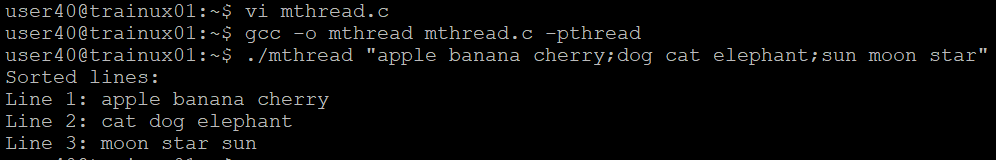 user40@trainux01:~$ vi mthread.c
user40@trainux01:~$ gcc -o mthread mthread.c -pthread
user40@trainux01:~$ ./mthread "apple banana cherry;dog cat elephant;sun moon star"
Sorted lines:
Line 1: apple banana cherry
Line 2: cat dog elephant
Line 3: moon star sun